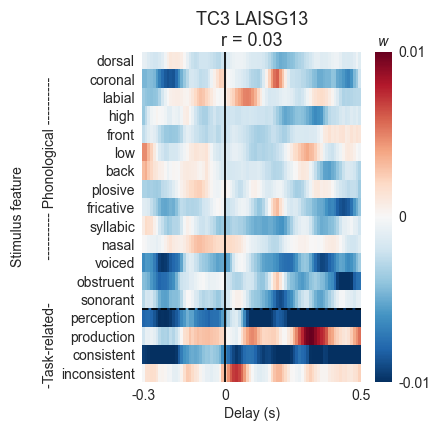 TC3 LAISG13
r = 0.03
w
dorsal
coronal
labial
high
front
low
back
plosive
fricative
syllabic
nasal
voiced
obstruent
sonorant
perception
production
consistent
inconsistent
Stimulus feature
----------- Phonological ----------
-Task-related-
-0.3
0
0.5
Delay (s)
0.01
0
-0.01